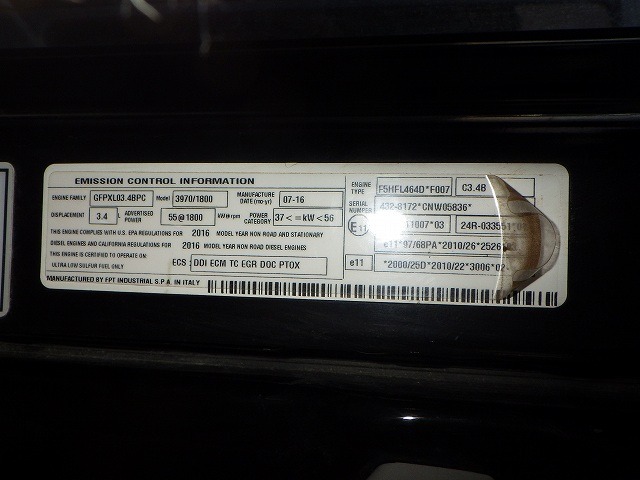 EMISSION CONTROL INFORMATION
ENGINE FAMILY GFPXL03.4BPC Model 3970/1800 MANUFACTURE DATE (mo-yr) 07-16
DISPLACEMENT 3.4 L ADVERTISED POWER 55@1800 kW@rpm POWER CATEGORY 37<=kW<56
THIS ENGINE COMPLIES WITH U.S. EPA REGULATIONS FOR 2016 MODEL YEAR NON ROAD AND STATIONARY
DIESEL ENGINES AND CALIFORNIA REGULATIONS FOR 2016 MODEL YEAR NON ROAD DIESEL ENGINES.
THIS ENGINE IS CERTIFIED TO OPERATE ON:
ULTRA LOW SULFUR FUEL ONLY
ECS : DDI ECM TC EGR DOC PTOX
MANUFACTURED BY FPT INDUSTRIAL S.P.A. IN ITALY
ENGINE TYPE F5HFL464D*F007 C3.4B
SERIAL NUMBER 432-8172*CNW05836*
E 11 24R-03
e11*97/68PA*2010/26*2526
e11 *2000/25D*2010/22*3006*02